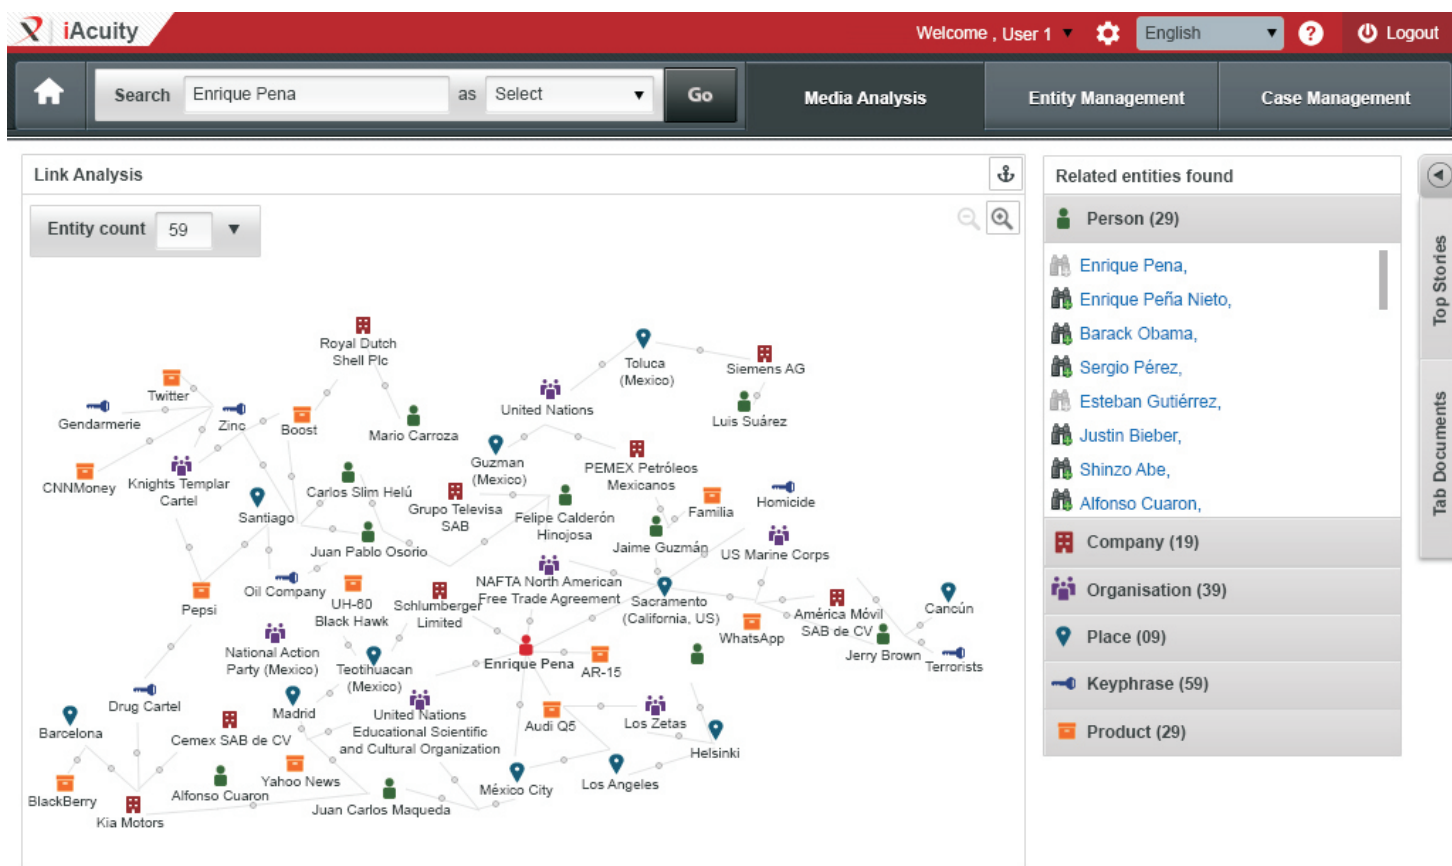 iAcuity
Welcome , User 1
English
?
Logout
Search
Enrique Pena
as
Select
Go
Media Analysis
Entity Management
Case Management
Link Analysis
Entity count
59
Royal Dutch
Shell Plc
Toluca
(Mexico)
Siemens AG
Twitter
Gendarmerie
Zinc
Boost
Mario Carroza
United Nations
Luis Suárez
CNNMoney
Knights Templar
Cartel
Santiago
Carlos Slim Helú
Guzman
(Mexico)
Grupo Televisa
SAB
PEMEX Petróleos
Mexicanos
Felipe Calderón
Hinojosa
Familia
Homicide
Juan Pablo Osorio
Jaime Guzmán
US Marine Corps
Pepsi
Oil Company
UH-60
Black Hawk
Schlumberger
Limited
NAFTA North American
Free Trade Agreement
Sacramento
(California, US)
WhatsApp
América Móvil
SAB de CV
Cancún
Jerry Brown
Terrorists
National Action
Party (Mexico)
Teotihuacan
(Mexico)
Enrique Pena
AR-15
Drug Cartel
Madrid
United Nations
Educational Scientific
and Cultural Organization
Audi Q5
Los Zetas
Helsinki
Barcelona
Cemex SAB de CV
BlackBerry
Kia Motors
Alfonso Cuaron
Yahoo News
Juan Carlos Maqueda
México City
Los Angeles
Related entities found
Person (29)
Enrique Pena,
Enrique Peña Nieto,
Barack Obama,
Sergio Pérez,
Esteban Gutiérrez,
Justin Bieber,
Shinzo Abe,
Alfonso Cuaron,
Company (19)
Organisation (39)
Place (09)
Keyphrase (59)
Product (29)
Top Stories
Tab Documents